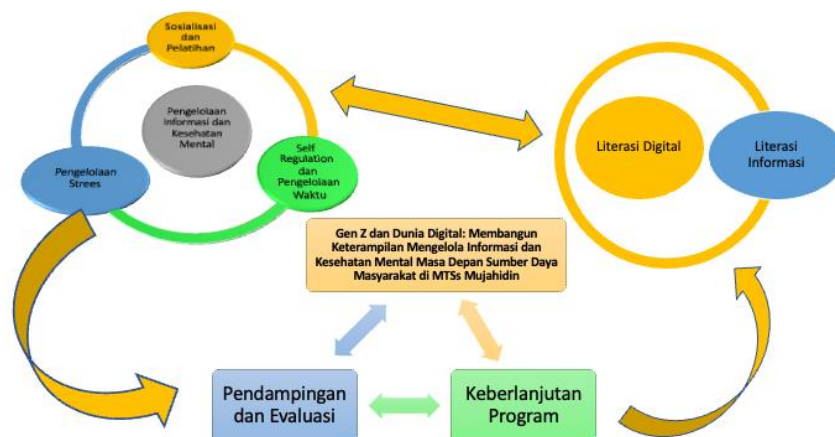 Sosialisasi
dan
Pelatihan
Pengelolaan
Informasi dan
Kesehatan
Mental
Pengelolaan
Strees
Self
Regulation
dan
Pengelolaan
Waktu
Literasi Digital
Literasi
Informasi
Gen Z dan Dunia Digital: Membangun
Keterampilan Mengelola Informasi dan
Kesehatan Mental Masa Depan Sumber Daya
Masyarakat di MTSs Mujahidin
Pendampingan
dan Evaluasi
Keberlanjutan
Program